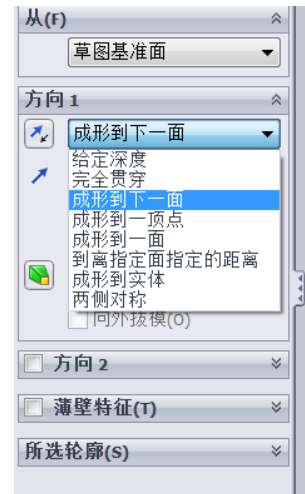 从(F)
草图基准面
方向 1
成形到下一面
给定深度
完全贯穿
成形到下一面
成形到一顶点
成形到一面
到离指定面指定的距离
成形到实体
两侧对称
向外拔模(O)
方向 2
薄壁特征(T)
所选轮廓(S)